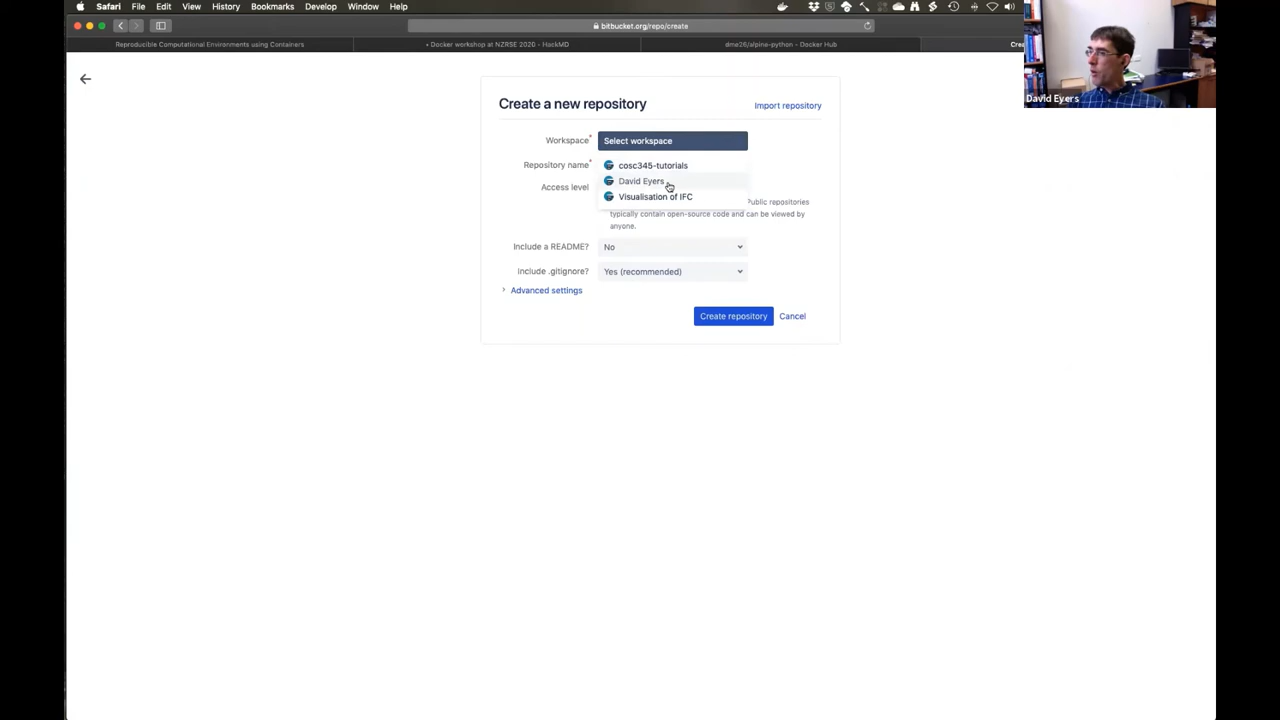 Safari File Edit View History Bookmarks Develop Window Help
bitbucket.org/repo/create
Reproducible Computational Environments using Containers
• Docker workshop at NZRSE 2020 - HackMD
dme26/alpine-python - Docker Hub
Crea
David Eyers
Create a new repository
Import repository
Workspace*
Select workspace
cosc345-tutorials
Repository name*
David Eyers
Access level
Visualisation of IFC
Public repositories
typically contain open-source code and can be viewed by
anyone.
Include a README?
No
Include .gitignore?
Yes (recommended)
Advanced settings
Create repository
Cancel